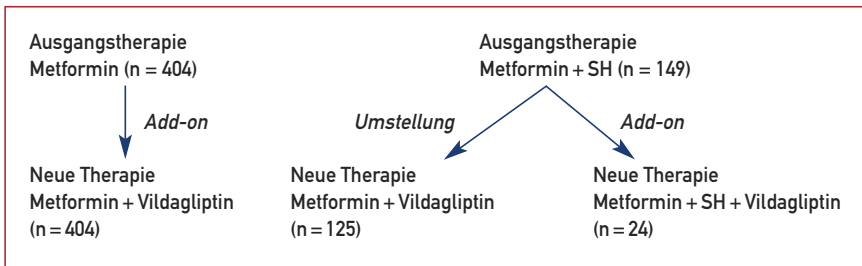 Ausgangstherapie
Metformin (n = 404)
Ausgangstherapie
Metformin + SH (n = 149)
Add-on
Umstellung
Add-on
Neue Therapie
Metformin + Vildagliptin
(n = 404)
Neue Therapie
Metformin + Vildagliptin
(n = 125)
Neue Therapie
Metformin + SH + Vildagliptin
(n = 24)